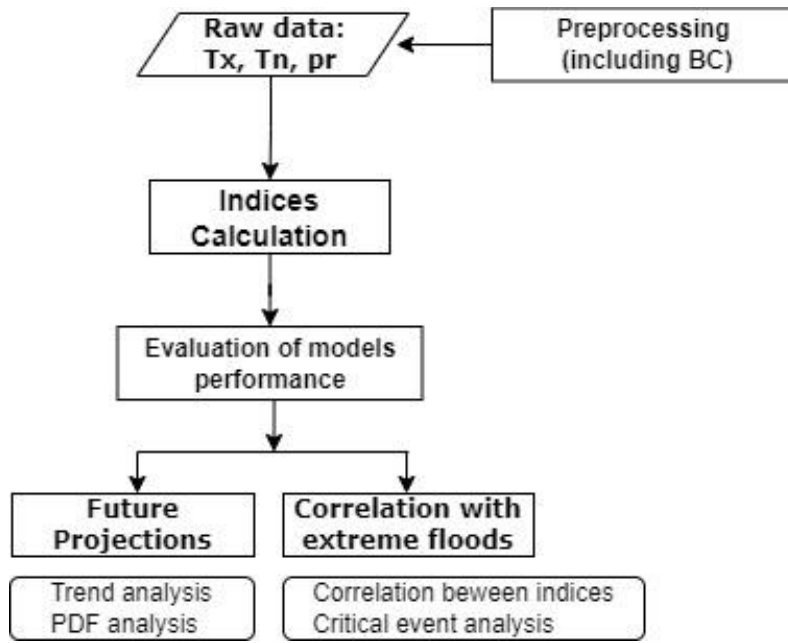 Raw data:
Tx, Tn, pr
Preprocessing
(including BC)
Indices
Calculation
Evaluation of models
performance
Future
Projections
Correlation with
extreme floods
Trend analysis
PDF analysis
Correlation beween indices
Critical event analysis